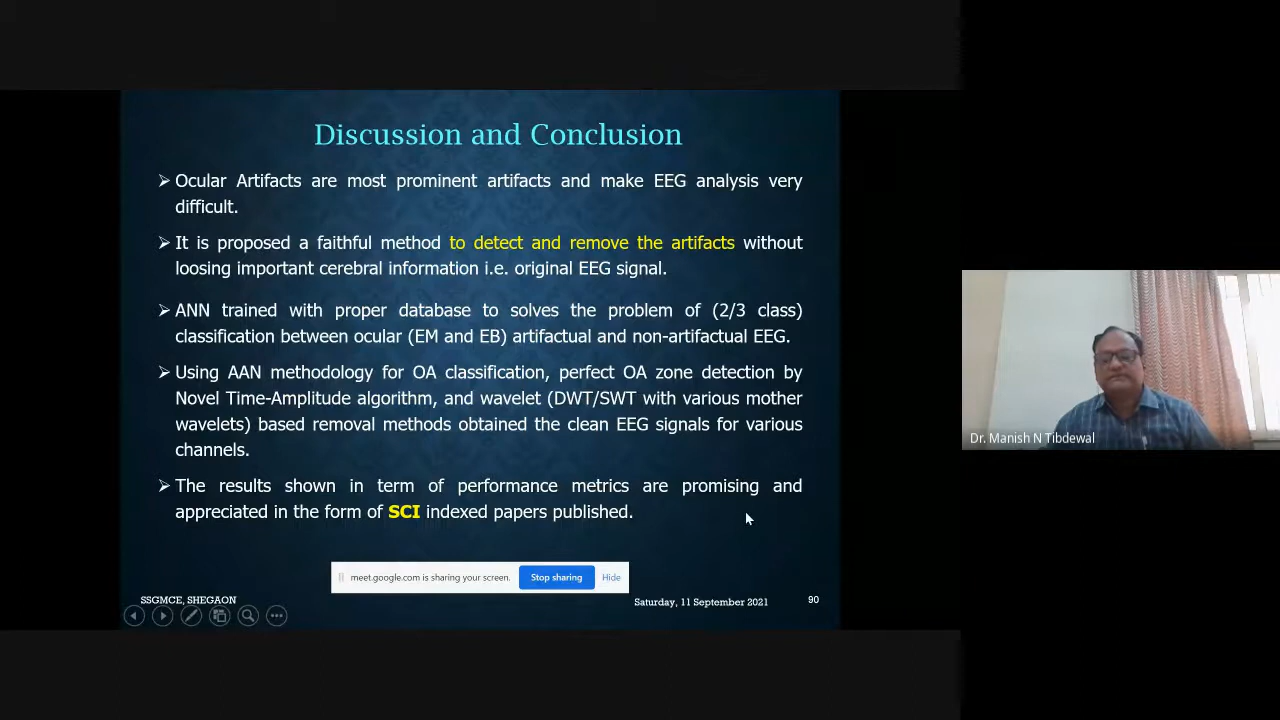 Discussion and Conclusion
➢ Ocular Artifacts are most prominent artifacts and make EEG analysis very
difficult.
➢ It is proposed a faithful method to detect and remove the artifacts without
loosing important cerebral information i.e. original EEG signal.
➢ ANN trained with proper database to solves the problem of (2/3 class)
classification between ocular (EM and EB) artifactual and non-artifactual EEG.
➢ Using AAN methodology for OA classification, perfect OA zone detection by
Novel Time-Amplitude algorithm, and wavelet (DWT/SWT with various mother
wavelets) based removal methods obtained the clean EEG signals for various
channels.
➢ The results shown in term of performance metrics are promising and
appreciated in the form of SCI indexed papers published.
meet.google.com is sharing your screen. Stop sharing Hide
SSGMCE, SHEGAON
Saturday, 11 September 2021 90
Dr. Manish N Tibdewal